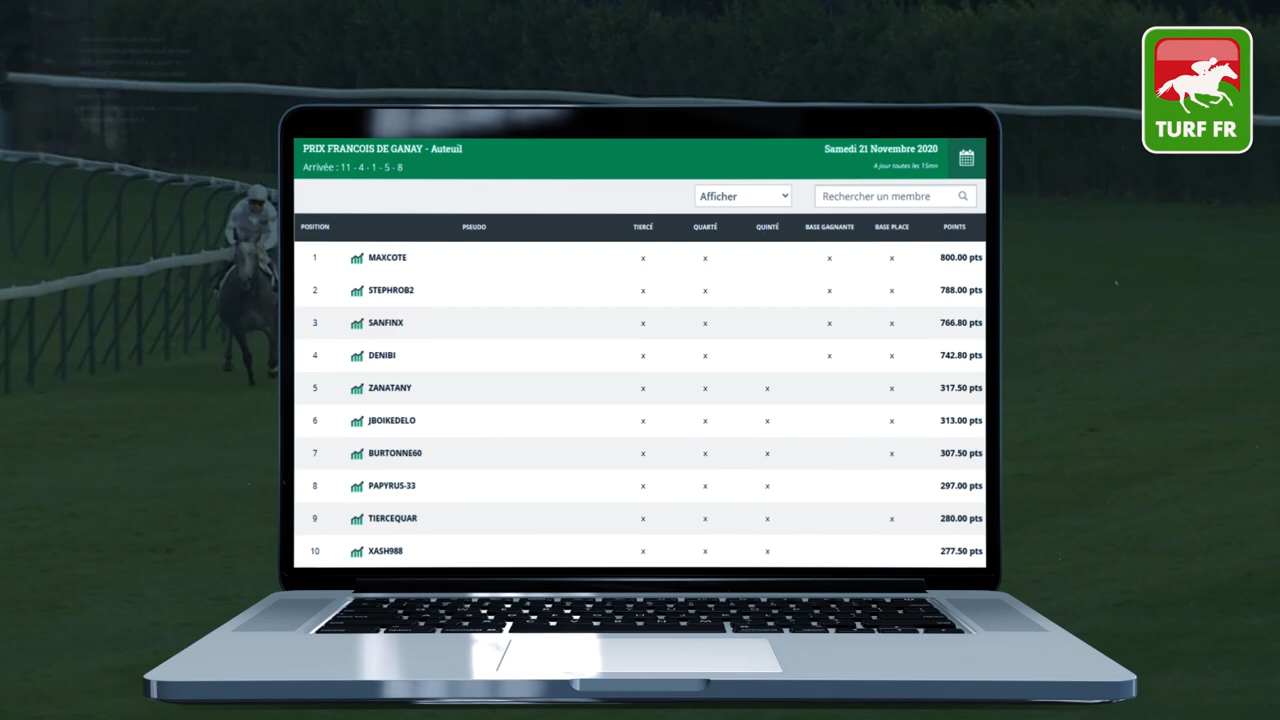 TURF FR
PRIX FRANCOIS DE GANAY - Auteuil
Samedi 21 Novembre 2020
Arrivée : 11 - 4 - 1 - 5 - 8
A jour toutes les 15mn
Afficher
Rechercher un membre
POSITION PSEUDO TIERCÉ QUARTÉ QUINTÉ BASE GAGNANTE BASE PLACE POINTS
1 MAXCOTE x x x x 800.00 pts
2 STEPHROB2 x x x x 788.00 pts
3 SANFINX x x x x 766.80 pts
4 DENIBI x x x x 742.80 pts
5 ZANATANY x x x x 317.50 pts
6 JBOIKEDELO x x x x 313.00 pts
7 BURTONNE60 x x x x 307.50 pts
8 PAPYRUS-33 x x x 297.00 pts
9 TIERCEQUAR x x x x 280.00 pts
10 XASH988 x x x 277.50 pts